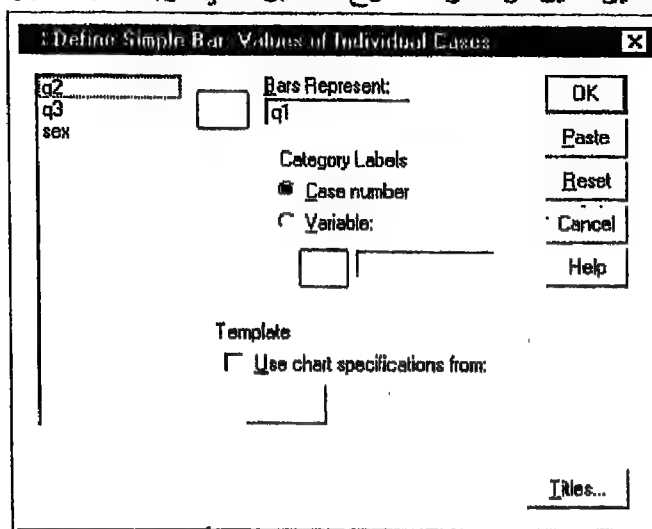 Define Simple Bar: Values of Individual Cases
q2
q3
sex
Bars Represent:
q1
Category Labels
Case number
Variable:
Template
Use chart specifications from:
OK
Paste
Reset
Cancel
Help
Titles...